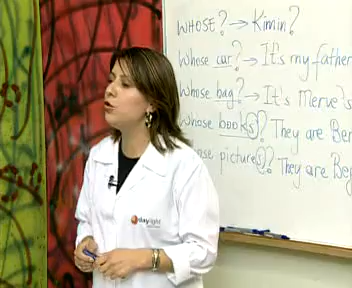 WHOSE? → Kimin?
Whose car? → It's my father
Whose bag? → It's Merve's
whose books? They are Ber
pictures? They are Be
daylight